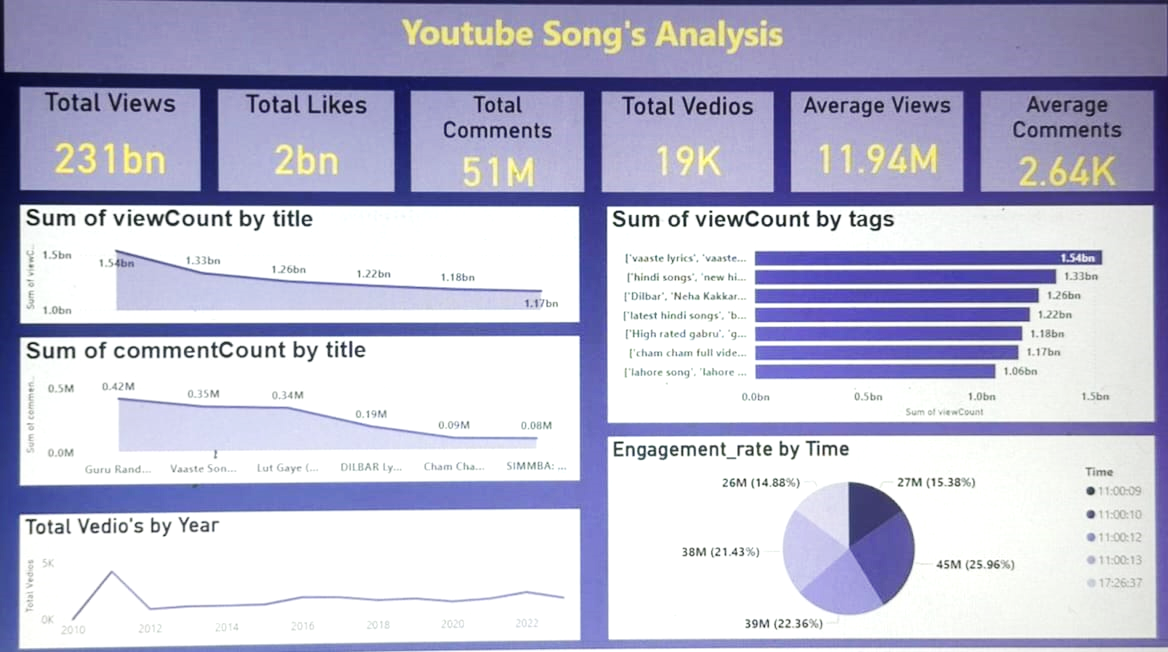 Youtube Song's Analysis
Total Views
231bn
Total Likes
2bn
Total
Comments
51M
Total Vedios
19K
Average Views
11.94M
Average
Comments
2.64K
Sum of viewCount by title
Sum of viewC...
1.5bn
1.0bn
1.54bn
1.33bn
1.26bn
1.22bn
1.18bn
1.17bn
Sum of commentCount by title
Sum of commen...
0.5M
0.0M
0.42M
0.35M
0.34M
0.19M
0.09M
0.08M
Guru Rand...
Vaaste Son...
Lut Gaye (...
DILBAR Ly...
Cham Cha...
SIMMBA: ...
Total Vedio's by Year
Total Vedios
5K
0K
2010
2012
2014
2016
2018
2020
2022
Sum of viewCount by tags
['vaaste lyrics', 'vaaste...
1.54bn
['hindi songs', 'new hi...
1.33bn
['Dilbar', 'Neha Kakkar...
1.26bn
['latest hindi songs', 'b...
1.22bn
['High rated gabru', 'g...
1.18bn
['cham cham full vide...
1.17bn
['lahore song', 'lahore ...
1.06bn
0.0bn
0.5bn
1.0bn
1.5bn
Sum of viewCount
Engagement_rate by Time
26M (14.88%)
27M (15.38%)
38M (21.43%)
45M (25.96%)
39M (22.36%)
Time
11:00:09
11:00:10
11:00:12
11:00:13
17:26:37